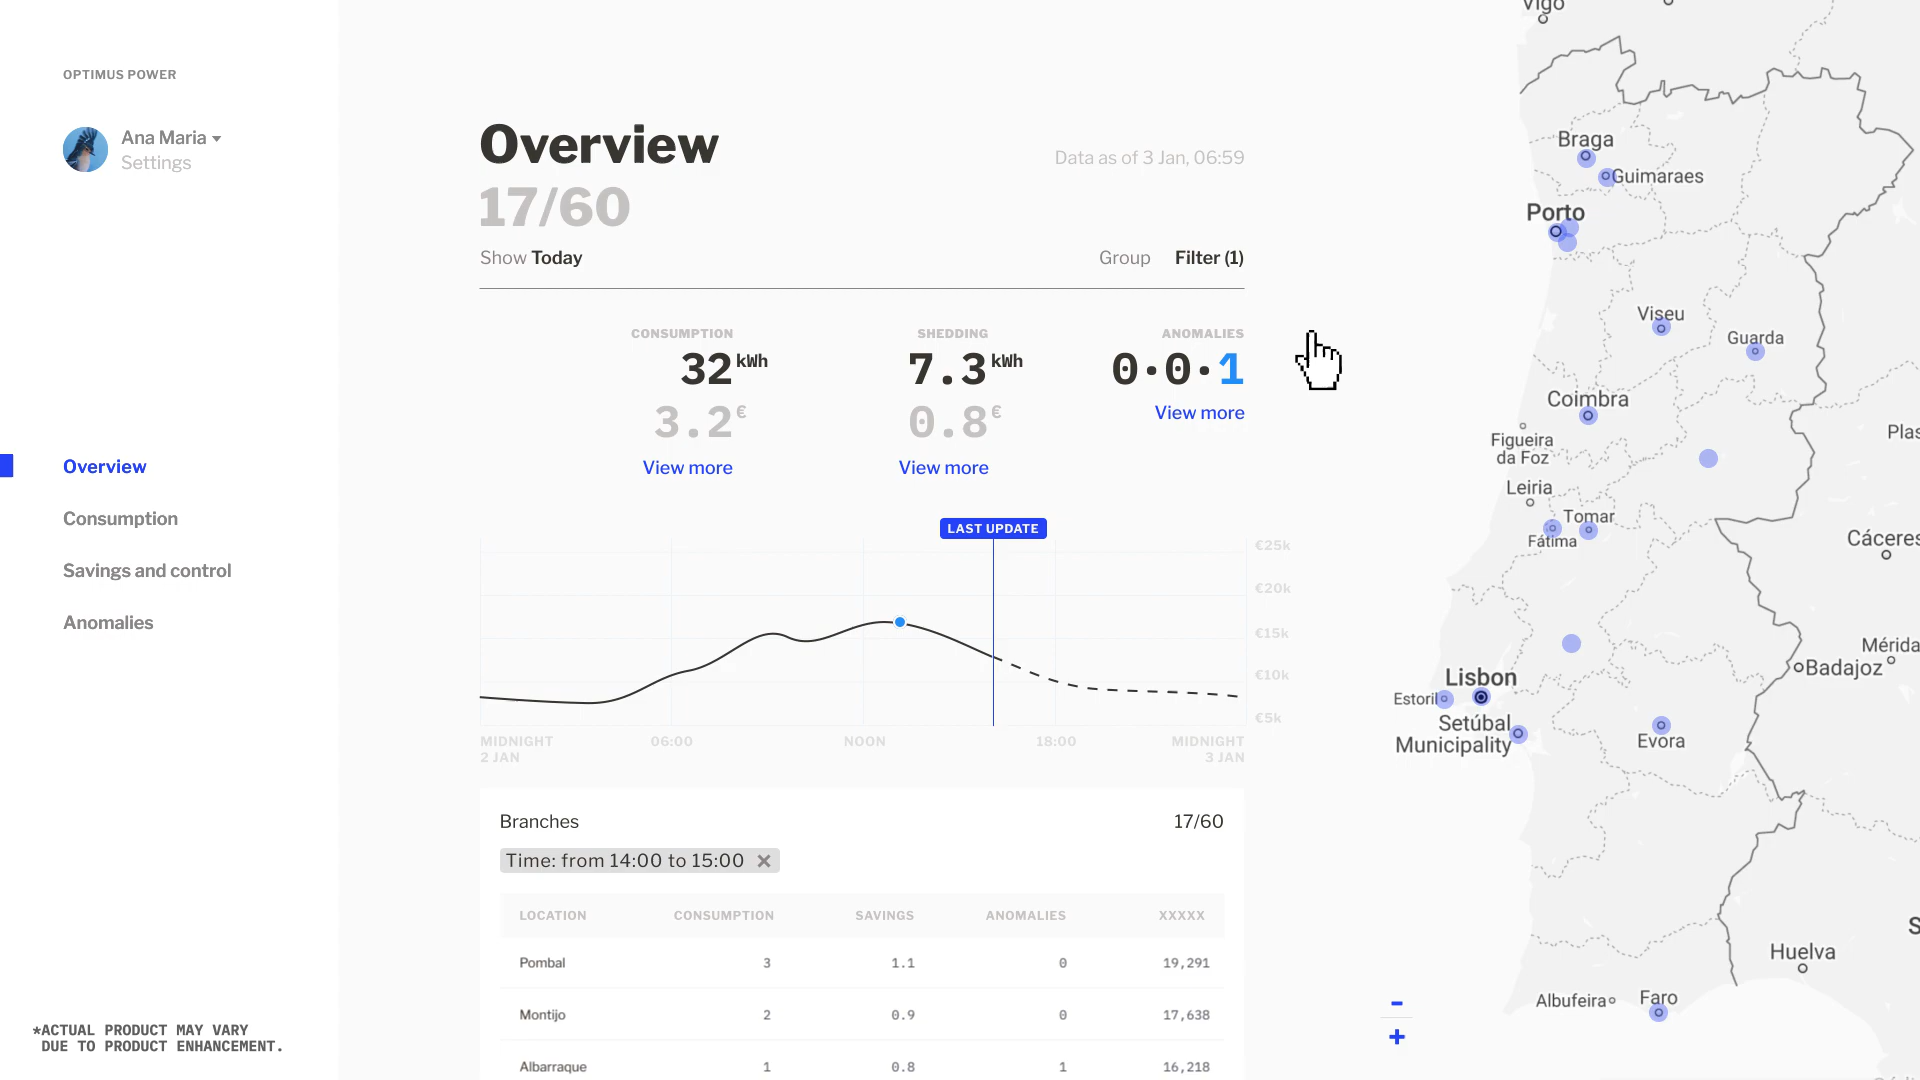 OPTIMUS POWER
Ana Maria
Settings
Overview
Consumption
Savings and control
Anomalies
*ACTUAL PRODUCT MAY VARY
DUE TO PRODUCT ENHANCEMENT.
Overview
Data as of 3 Jan, 06:59
17/60
Show Today
Group
Filter (1)
CONSUMPTION
32 kWh
3.2 €
View more
SHEDDING
7.3 kWh
0.8 €
View more
ANOMALIES
0·0·1
View more
LAST UPDATE
€25k
€20k
€15k
€10k
€5k
MIDNIGHT
2 JAN
06:00
NOON
18:00
MIDNIGHT
3 JAN
Branches
17/60
Time: from 14:00 to 15:00 ×
LOCATION CONSUMPTION SAVINGS ANOMALIES XXXXX
Pombal 3 1.1 0 19,291
Montijo 2 0.9 0 17,638
Albarraque 1 0.8 1 16,218
Vigo
Braga
Guimaraes
Porto
Viseu
Guarda
Coimbra
Figueira
da Foz
Plas
Leiria
Tomar
Fátima
Cáceres
Mérida
Badajoz
Lisbon
Estoril
Setúbal
Municipality
Evora
Huelva
Albufeira
Faro
-
+